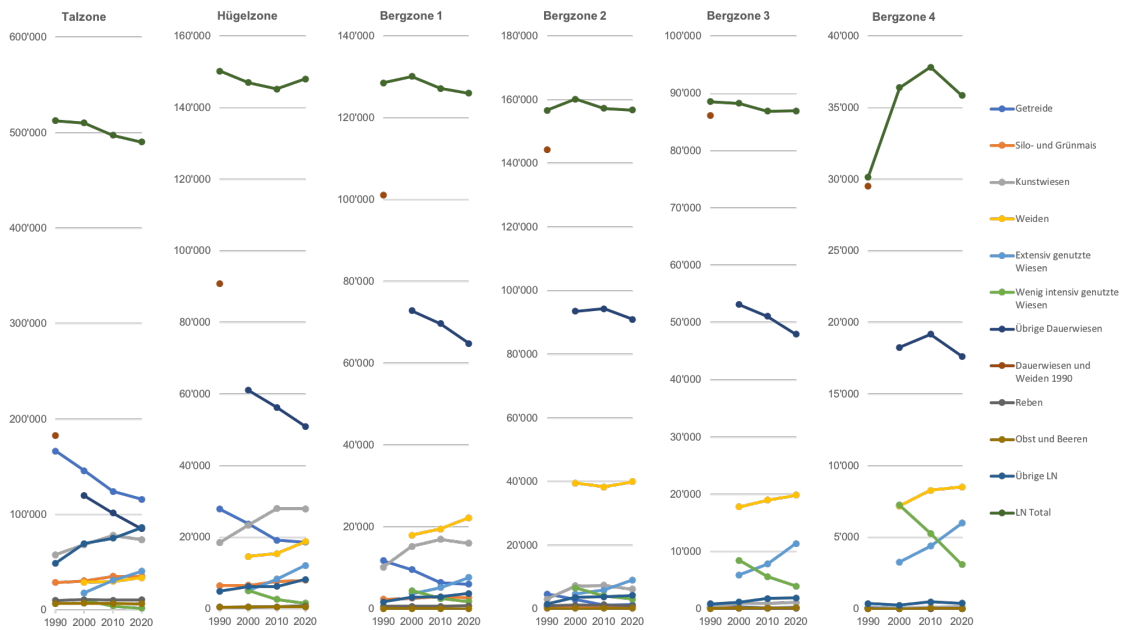 Talzone
600'000
500'000
400'000
300'000
200'000
100'000
0
1990 2000 2010 2020
Hügelzone
160'000
140'000
120'000
100'000
80'000
60'000
40'000
20'000
0
1990 2000 2010 2020
Bergzone 1
140'000
120'000
100'000
80'000
60'000
40'000
20'000
0
1990 2000 2010 2020
Bergzone 2
180'000
160'000
140'000
120'000
100'000
80'000
60'000
40'000
20'000
0
1990 2000 2010 2020
Bergzone 3
100'000
90'000
80'000
70'000
60'000
50'000
40'000
30'000
20'000
10'000
0
1990 2000 2010 2020
Bergzone 4
40'000
35'000
30'000
25'000
20'000
15'000
10'000
5'000
0
1990 2000 2010 2020
Getreide
Silo- und Grünmais
Kunstwiesen
Weiden
Extensiv genutzte
Wiesen
Wenig intensiv genutzte
Wiesen
Übrige Dauerwiesen
Dauerwiesen und
Weiden 1990
Reben
Obst und Beeren
Übrige LN
LN Total